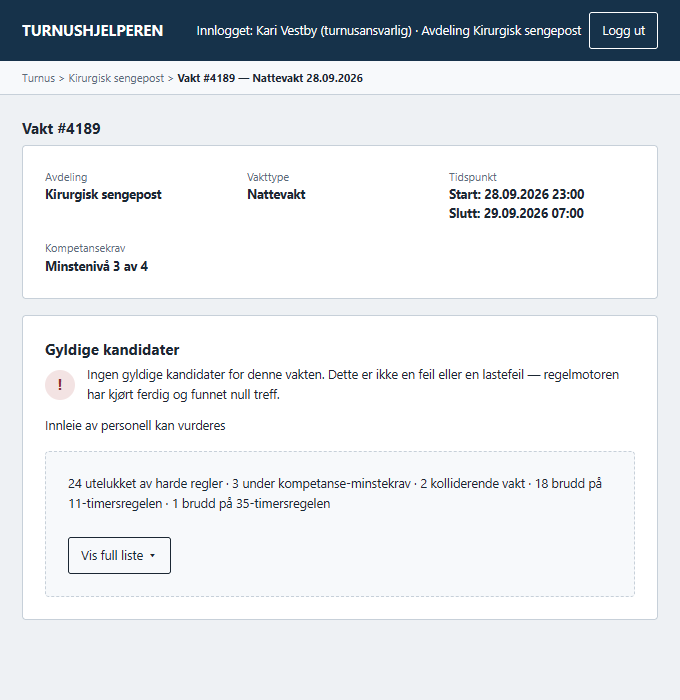 TURNUSHJELPEREN
Innlogget: Kari Vestby (turnusansvarlig) · Avdeling Kirurgisk sengepost
Logg ut
Turnus > Kirurgisk sengepost > Vakt #4189 — Nattevakt 28.09.2026
Vakt #4189
Avdeling
Kirurgisk sengepost
Vakttype
Nattevakt
Tidspunkt
Start: 28.09.2026 23:00
Slutt: 29.09.2026 07:00
Kompetansekrav
Minstenivå 3 av 4
Gyldige kandidater
!
Ingen gyldige kandidater for denne vakten. Dette er ikke en feil eller en lastefeil — regelmotoren
har kjørt ferdig og funnet null treff.
Innleie av personell kan vurderes
24 utelukket av harde regler · 3 under kompetanse-minstekrav · 2 kolliderende vakt · 18 brudd på
11-timersregelen · 1 brudd på 35-timersregelen
Vis full liste ▾